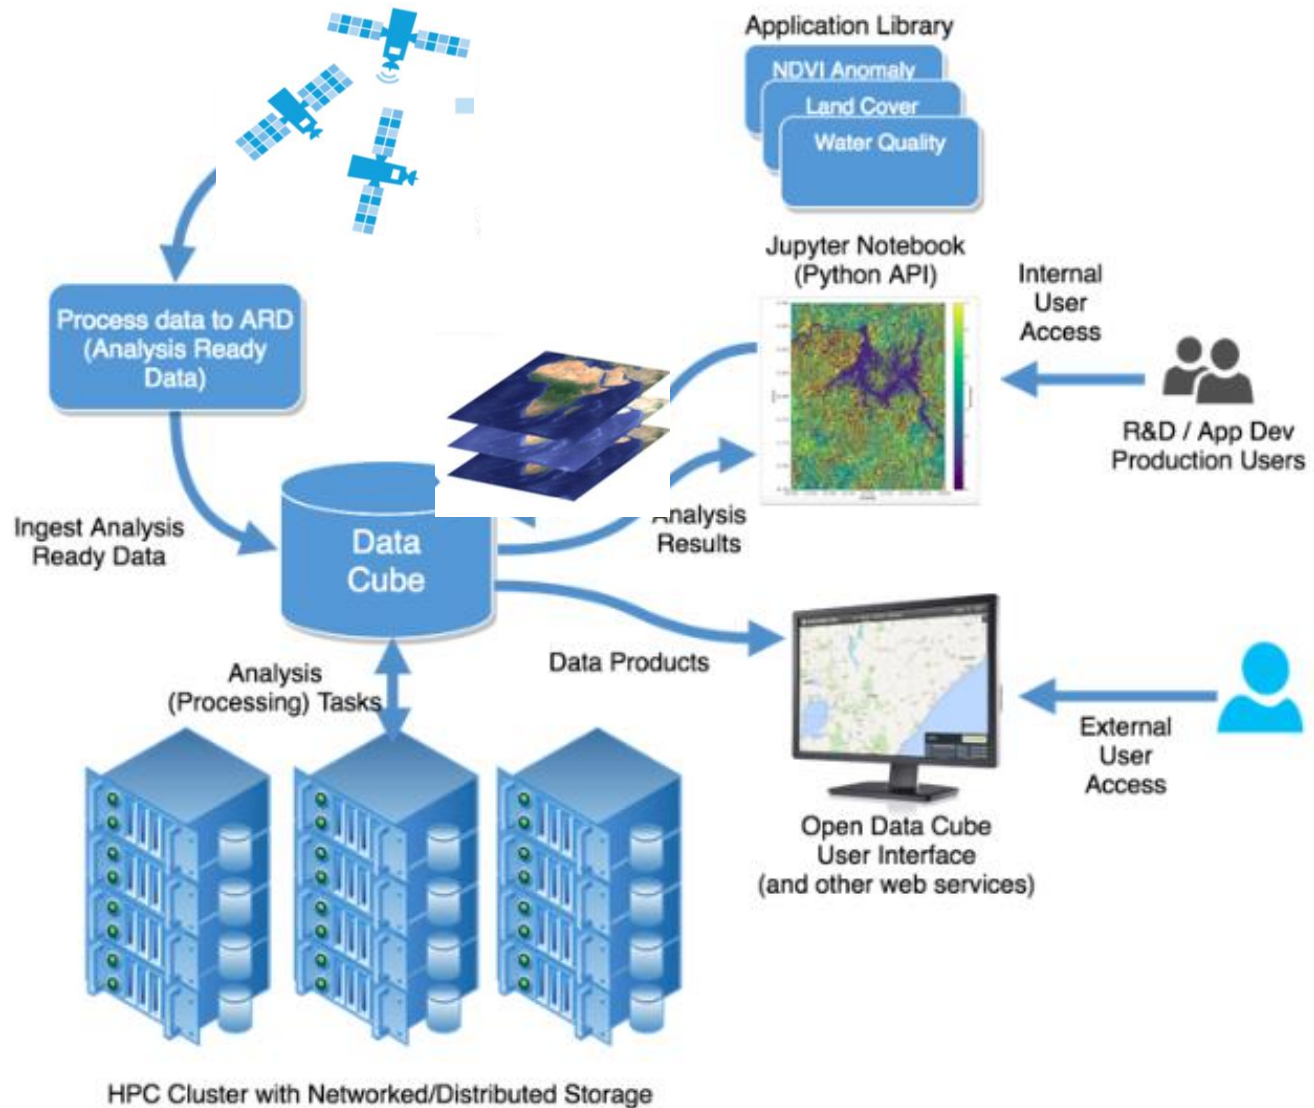 Application Library
NDVI Anomaly
Land Cover
Water Quality
Jupyter Notebook
(Python API)
Internal
User
Access
Process data to ARD
(Analysis Ready
Data)
R&D / App Dev
Production Users
Ingest Analysis
Ready Data
Data
Cube
Analysis
Results
Data Products
Analysis
(Processing) Tasks
External
User
Access
Open Data Cube
User Interface
(and other web services)
HPC Cluster with Networked/Distributed Storage